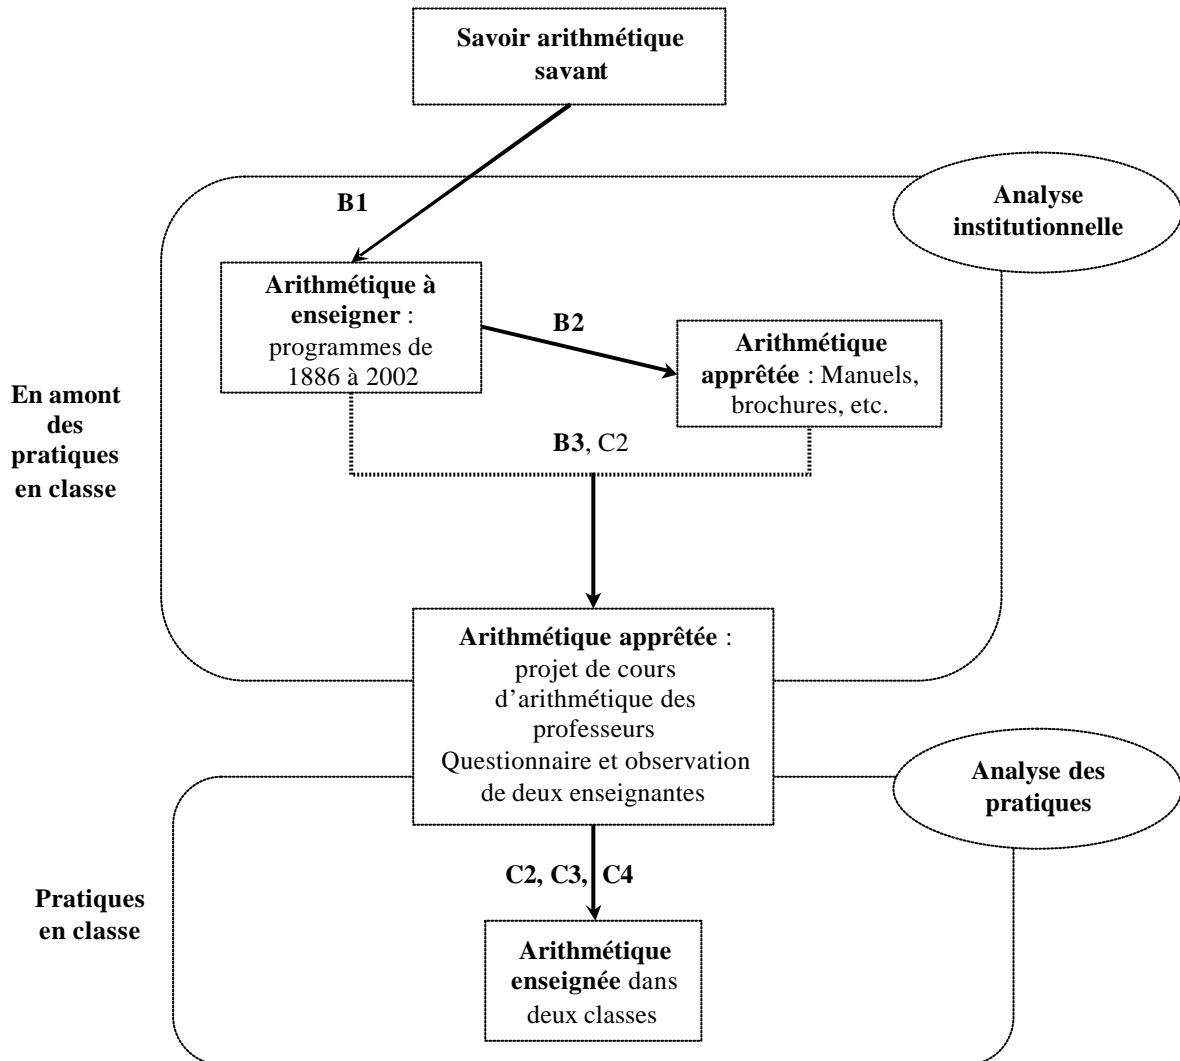 Savoir arithmétique
savant
B1
Analyse
institutionnelle
Arithmétique à
enseigner :
programmes de
1886 à 2002
B2
Arithmétique
apprêtée : Manuels,
brochures, etc.
En amont
des
pratiques
en classe
B3, C2
Arithmétique apprêtée :
projet de cours
d’arithmétique des
professeurs
Questionnaire et observation
de deux enseignantes
Analyse des
pratiques
C2, C3, C4
Pratiques
en classe
Arithmétique
enseignée dans
deux classes